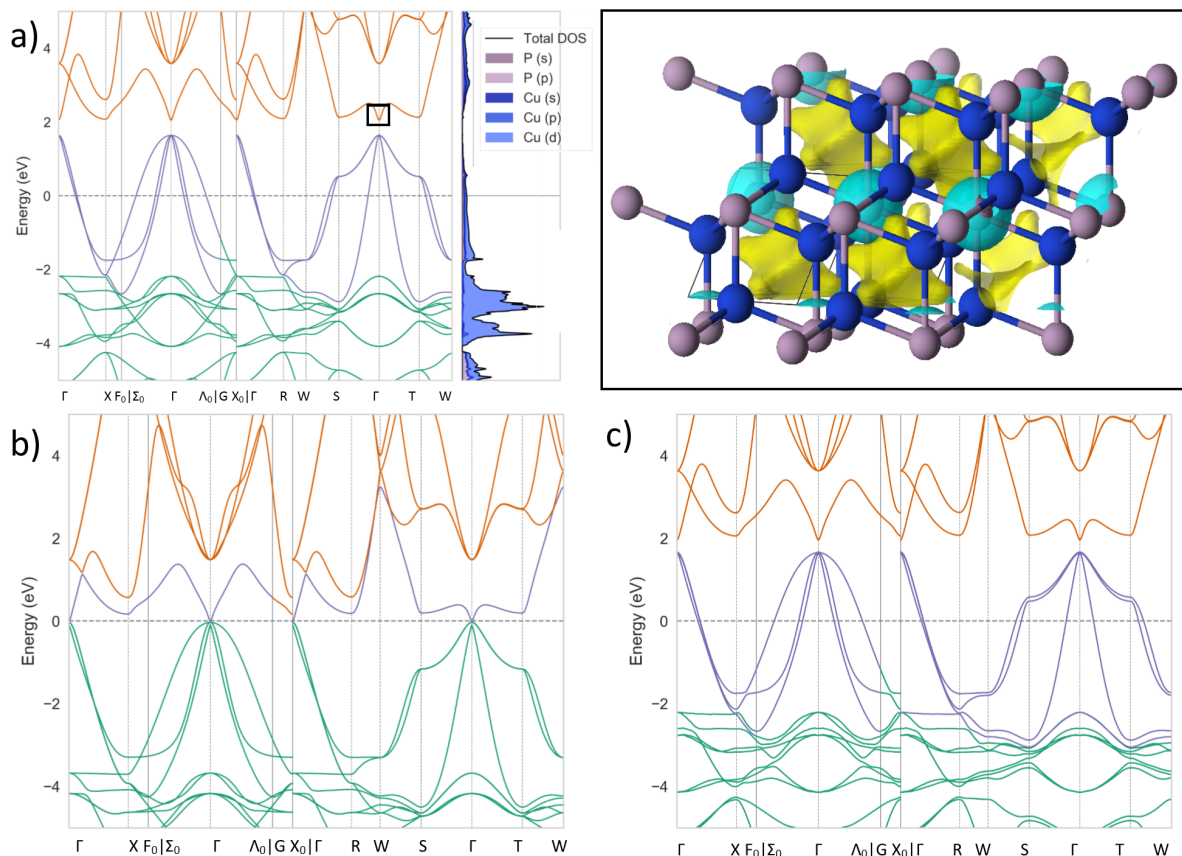 a)
4
2
0
−2
−4
Energy (eV)
Γ X F₀|Σ₀ Γ Λ₀|G X₀|Γ R W S Γ T W
Total DOS
P (s)
P (p)
Cu (s)
Cu (p)
Cu (d)
b)
4
2
0
−2
−4
Energy (eV)
Γ X F₀|Σ₀ Γ Λ₀|G X₀|Γ R W S Γ T W
c)
4
2
0
−2
−4
Energy (eV)
Γ X F₀|Σ₀ Γ Λ₀|G X₀|Γ R W S Γ T W